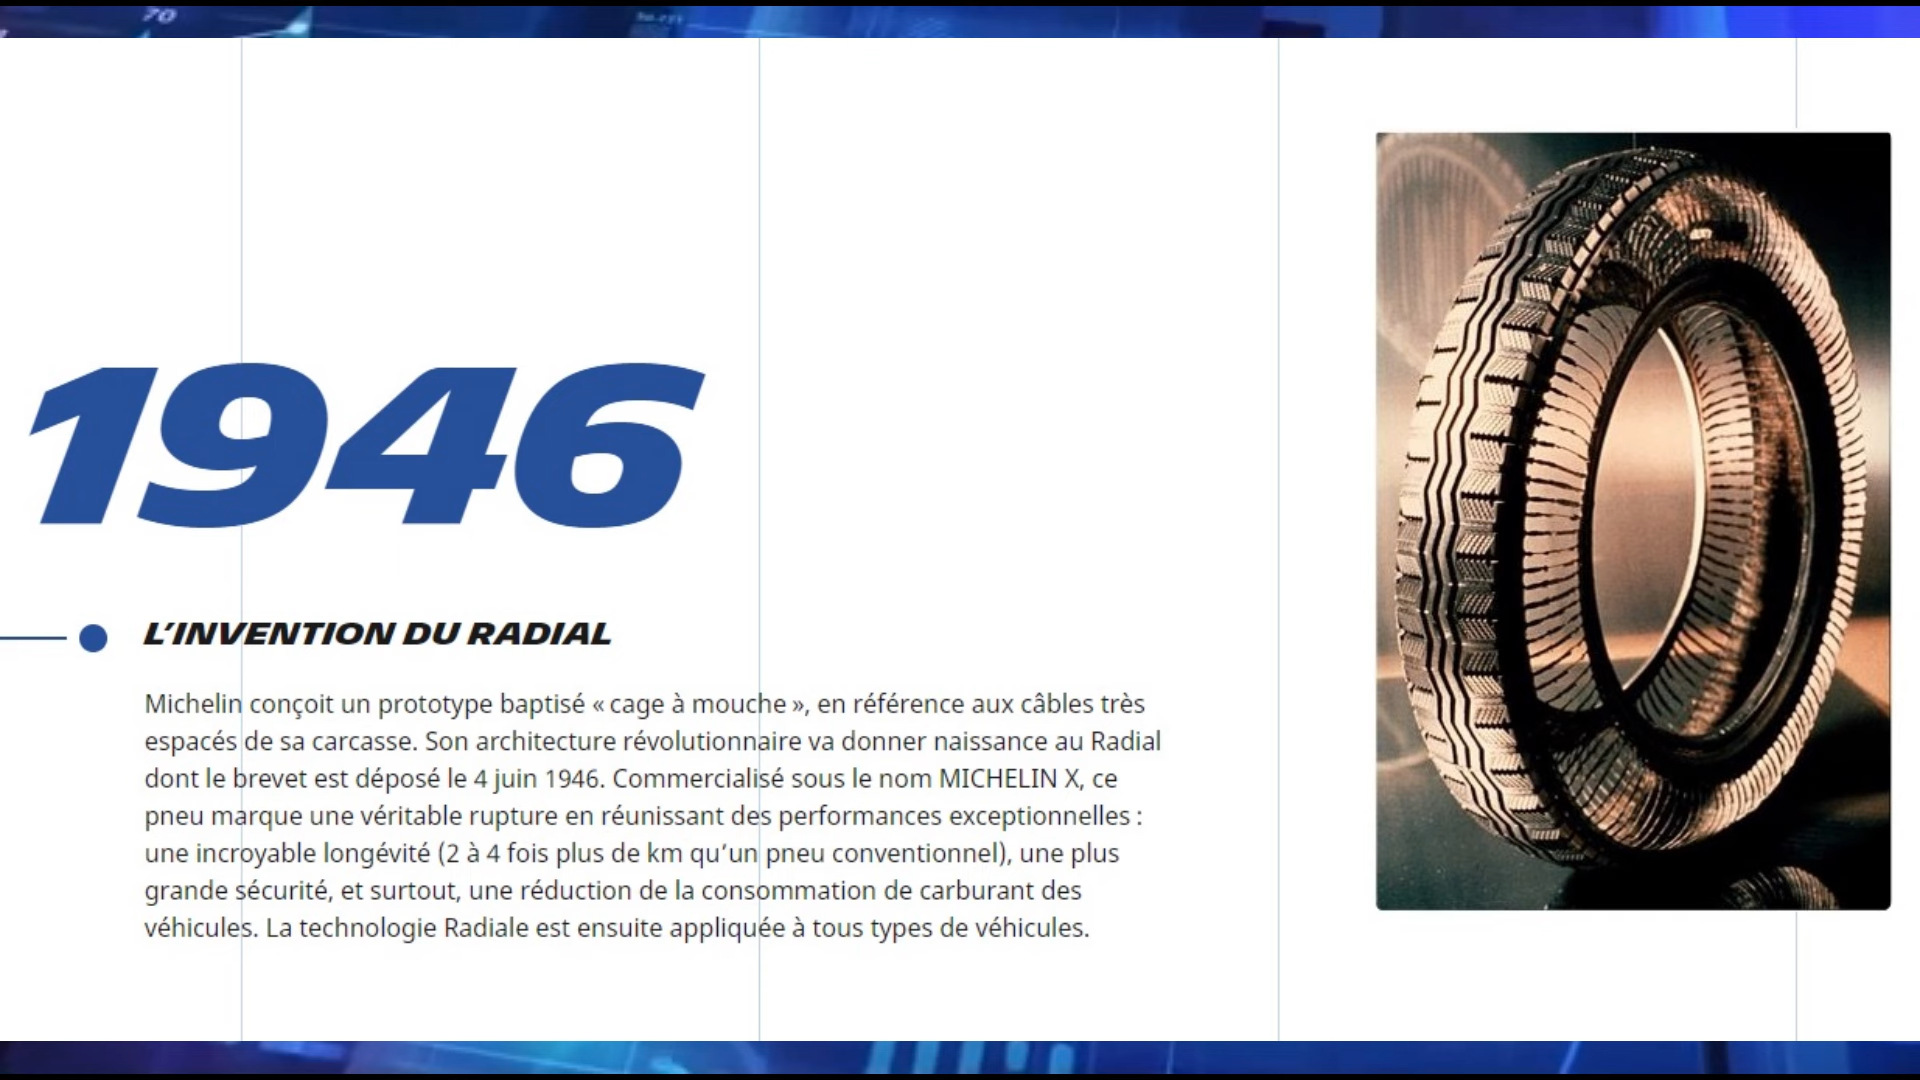 70
1946
L'INVENTION DU RADIAL
Michelin conçoit un prototype baptisé « cage à mouche », en référence aux câbles très
espacés de sa carcasse. Son architecture révolutionnaire va donner naissance au Radial
dont le brevet est déposé le 4 juin 1946. Commercialisé sous le nom MICHELIN X, ce
pneu marque une véritable rupture en réunissant des performances exceptionnelles :
une incroyable longévité (2 à 4 fois plus de km qu'un pneu conventionnel), une plus
grande sécurité, et surtout, une réduction de la consommation de carburant des
véhicules. La technologie Radiale est ensuite appliquée à tous types de véhicules.